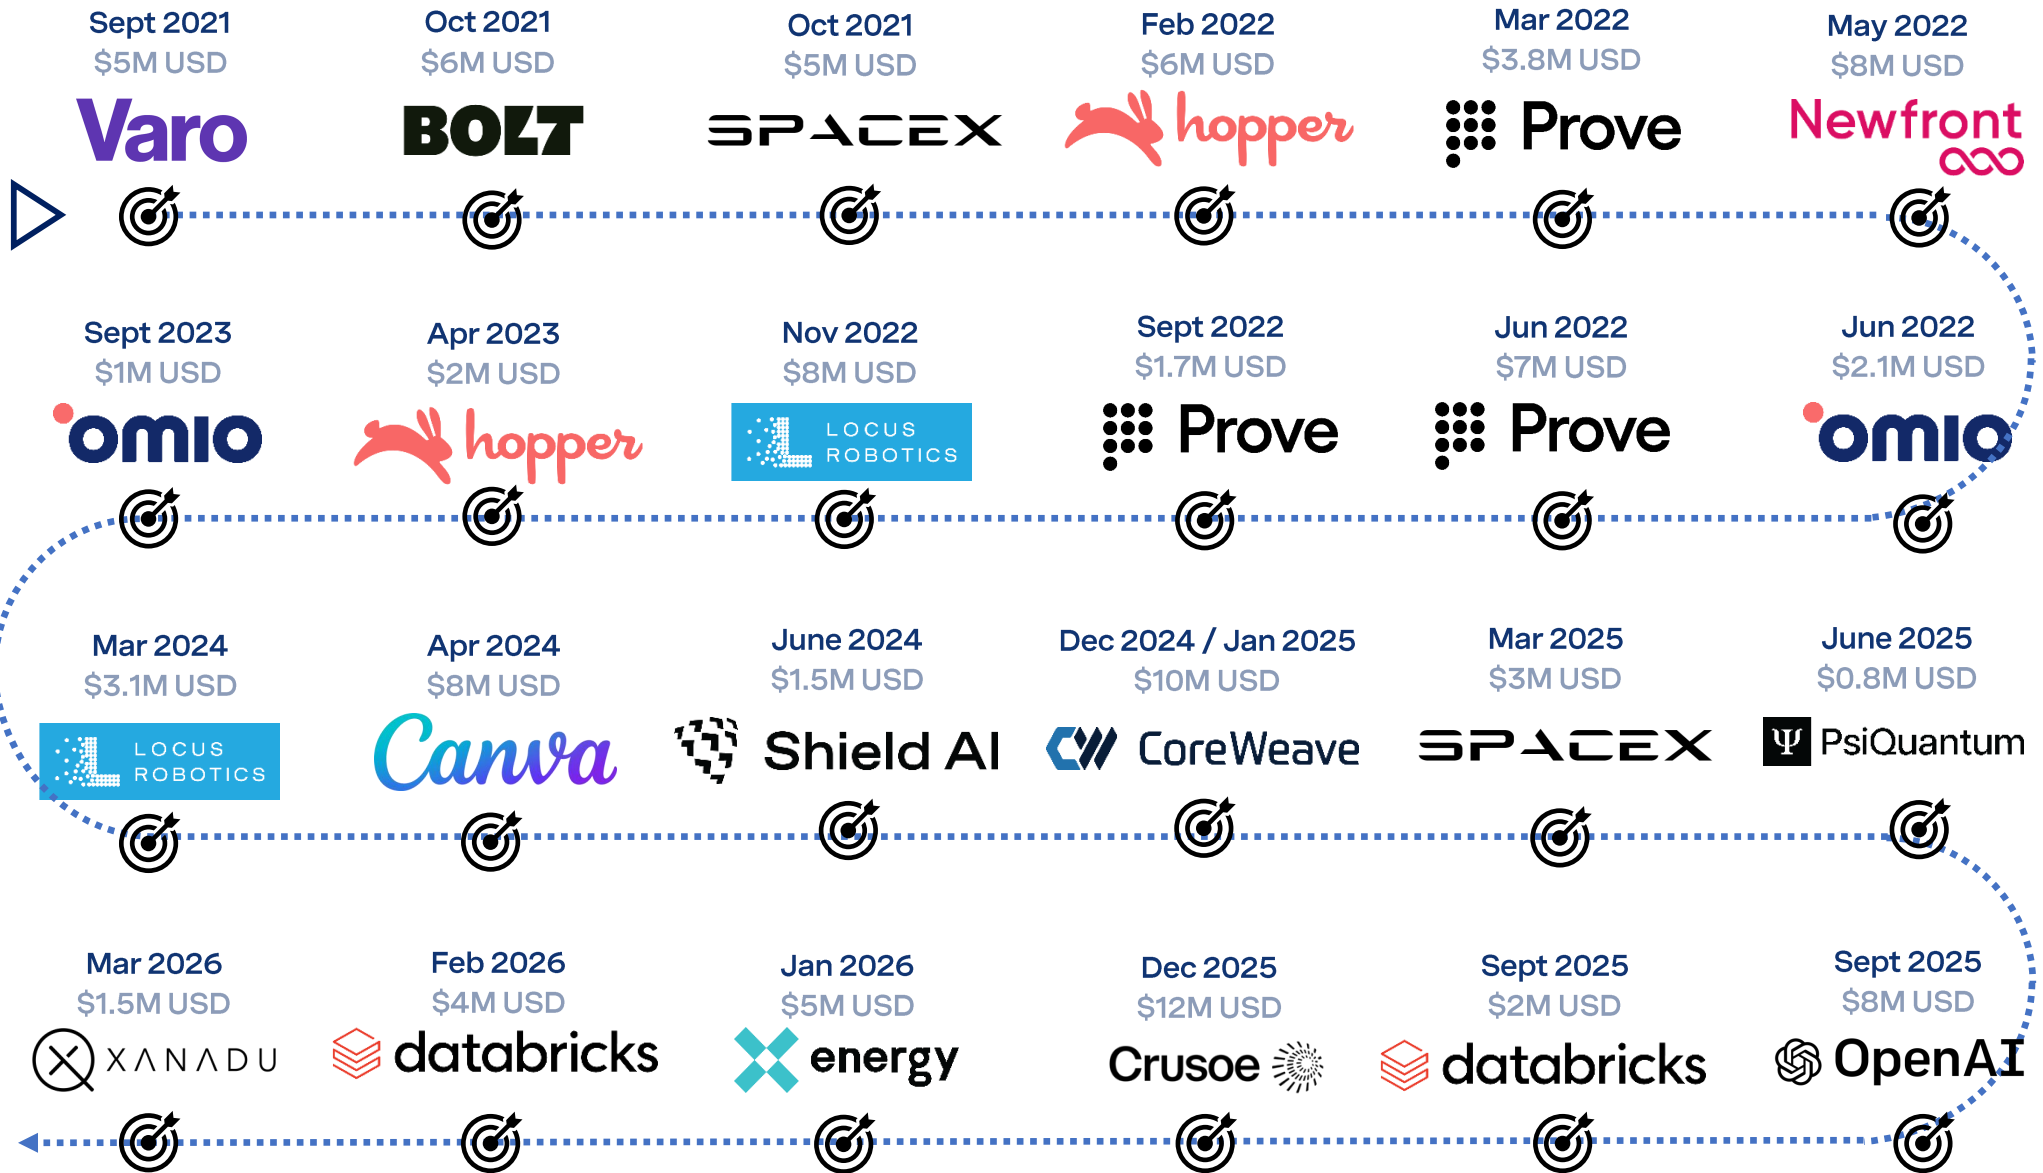 Sept 2021
$5M USD
Varo
Oct 2021
$6M USD
BOLT
Oct 2021
$5M USD
SPACEX
Feb 2022
$6M USD
hopper
Mar 2022
$3.8M USD
Prove
May 2022
$8M USD
Newfront
Sept 2023
$1M USD
omio
Apr 2023
$2M USD
hopper
Nov 2022
$8M USD
LOCUS
ROBOTICS
Sept 2022
$1.7M USD
Prove
Jun 2022
$7M USD
Prove
Jun 2022
$2.1M USD
omio
Mar 2024
$3.1M USD
LOCUS
ROBOTICS
Apr 2024
$8M USD
Canva
June 2024
$1.5M USD
Shield AI
Dec 2024 / Jan 2025
$10M USD
CoreWeave
Mar 2025
$3M USD
SPACEX
June 2025
$0.8M USD
Ψ PsiQuantum
Mar 2026
$1.5M USD
XANADU
Feb 2026
$4M USD
databricks
Jan 2026
$5M USD
X energy
Dec 2025
$12M USD
Crusoe
Sept 2025
$2M USD
databricks
Sept 2025
$8M USD
OpenAI